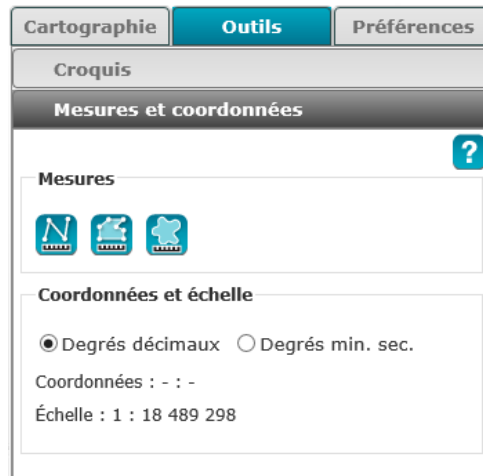 Cartographie Outils Préférences
Croquis
Mesures et coordonnées
?
Mesures
Coordonnées et échelle
Degrés décimaux Degrés min. sec.
Coordonnées : - : -
Échelle : 1 : 18 489 298